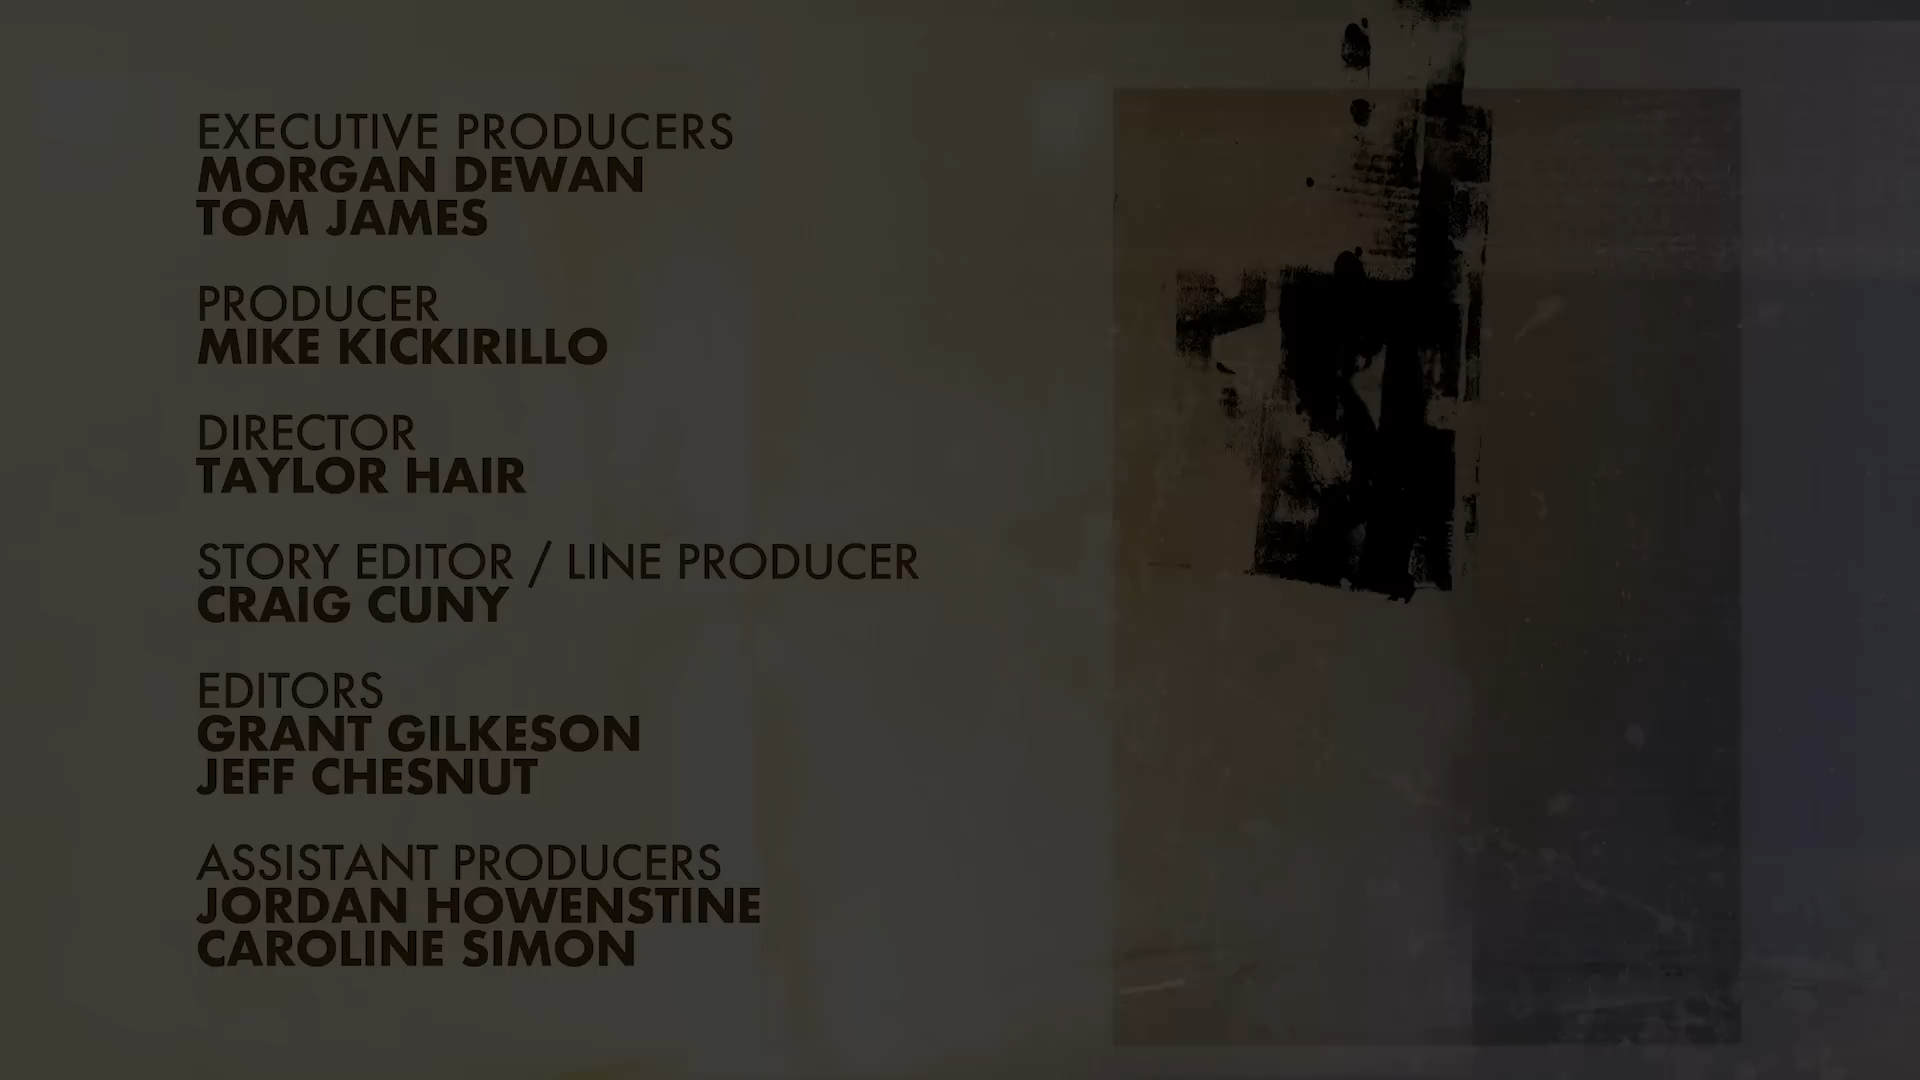 EXECUTIVE PRODUCERS
MORGAN DEWAN
TOM JAMES
PRODUCER
MIKE KICKIRILLO
DIRECTOR
TAYLOR HAIR
STORY EDITOR / LINE PRODUCER
CRAIG CUNY
EDITORS
GRANT GILKESON
JEFF CHESNUT
ASSISTANT PRODUCERS
JORDAN HOWENSTINE
CAROLINE SIMON